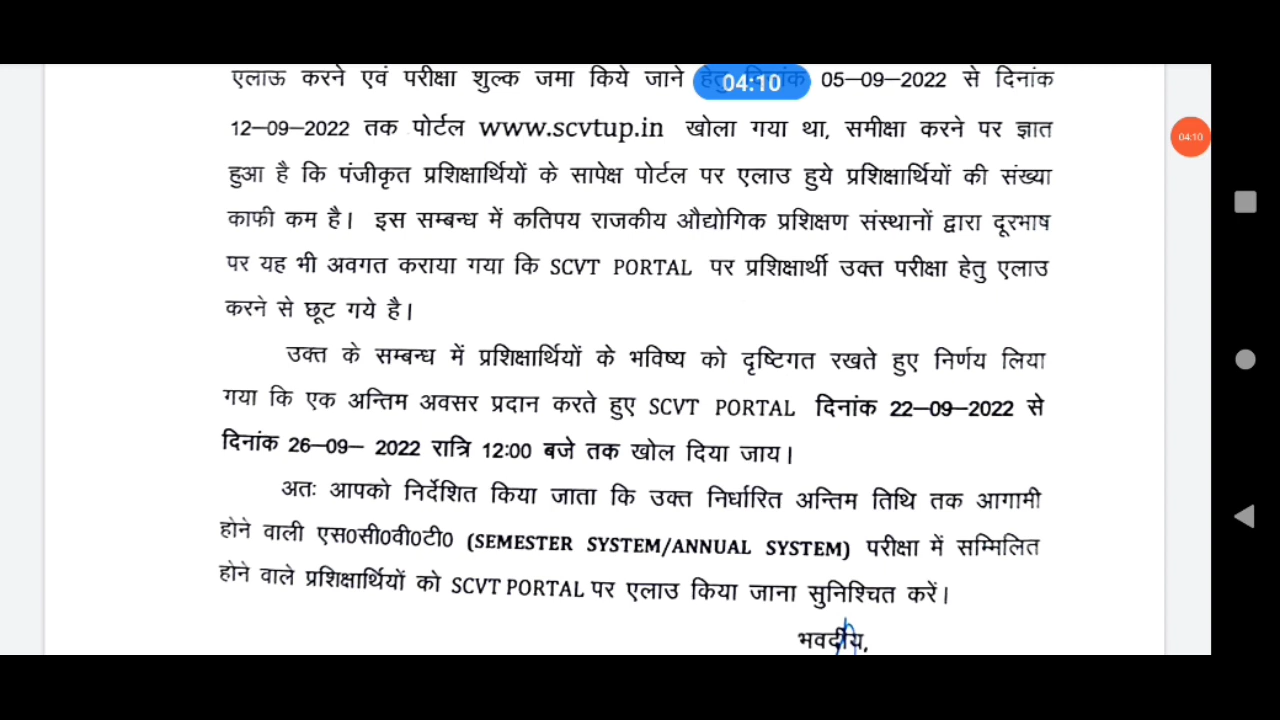 एलाऊ करने एवं परीक्षा शुल्क जमा किये जाने हेतु दिनांक 05–09–2022 से दिनांक
04:10
04:10
12–09–2022 तक पोर्टल www.scvtup.in खोला गया था, समीक्षा करने पर ज्ञात
हुआ है कि पंजीकृत प्रशिक्षार्थियों के सापेक्ष पोर्टल पर एलाउ हुये प्रशिक्षार्थियों की संख्या
काफी कम है। इस सम्बन्ध में कतिपय राजकीय औद्योगिक प्रशिक्षण संस्थानों द्वारा दूरभाष
पर यह भी अवगत कराया गया कि SCVT PORTAL पर प्रशिक्षार्थी उक्त परीक्षा हेतु एलाउ
करने से छूट गये है।
उक्त के सम्बन्ध में प्रशिक्षार्थियों के भविष्य को दृष्टिगत रखते हुए निर्णय लिया
गया कि एक अन्तिम अवसर प्रदान करते हुए SCVT PORTAL दिनांक 22–09–2022 से
दिनांक 26–09– 2022 रात्रि 12:00 बजे तक खोल दिया जाय।
अतः आपको निर्देशित किया जाता कि उक्त निर्धारित अन्तिम तिथि तक आगामी
होने वाली एस0सी0वी0टी0 (SEMESTER SYSTEM/ANNUAL SYSTEM) परीक्षा में सम्मिलित
होने वाले प्रशिक्षार्थियों को SCVT PORTAL पर एलाउ किया जाना सुनिश्चित करें।
भवदीय,